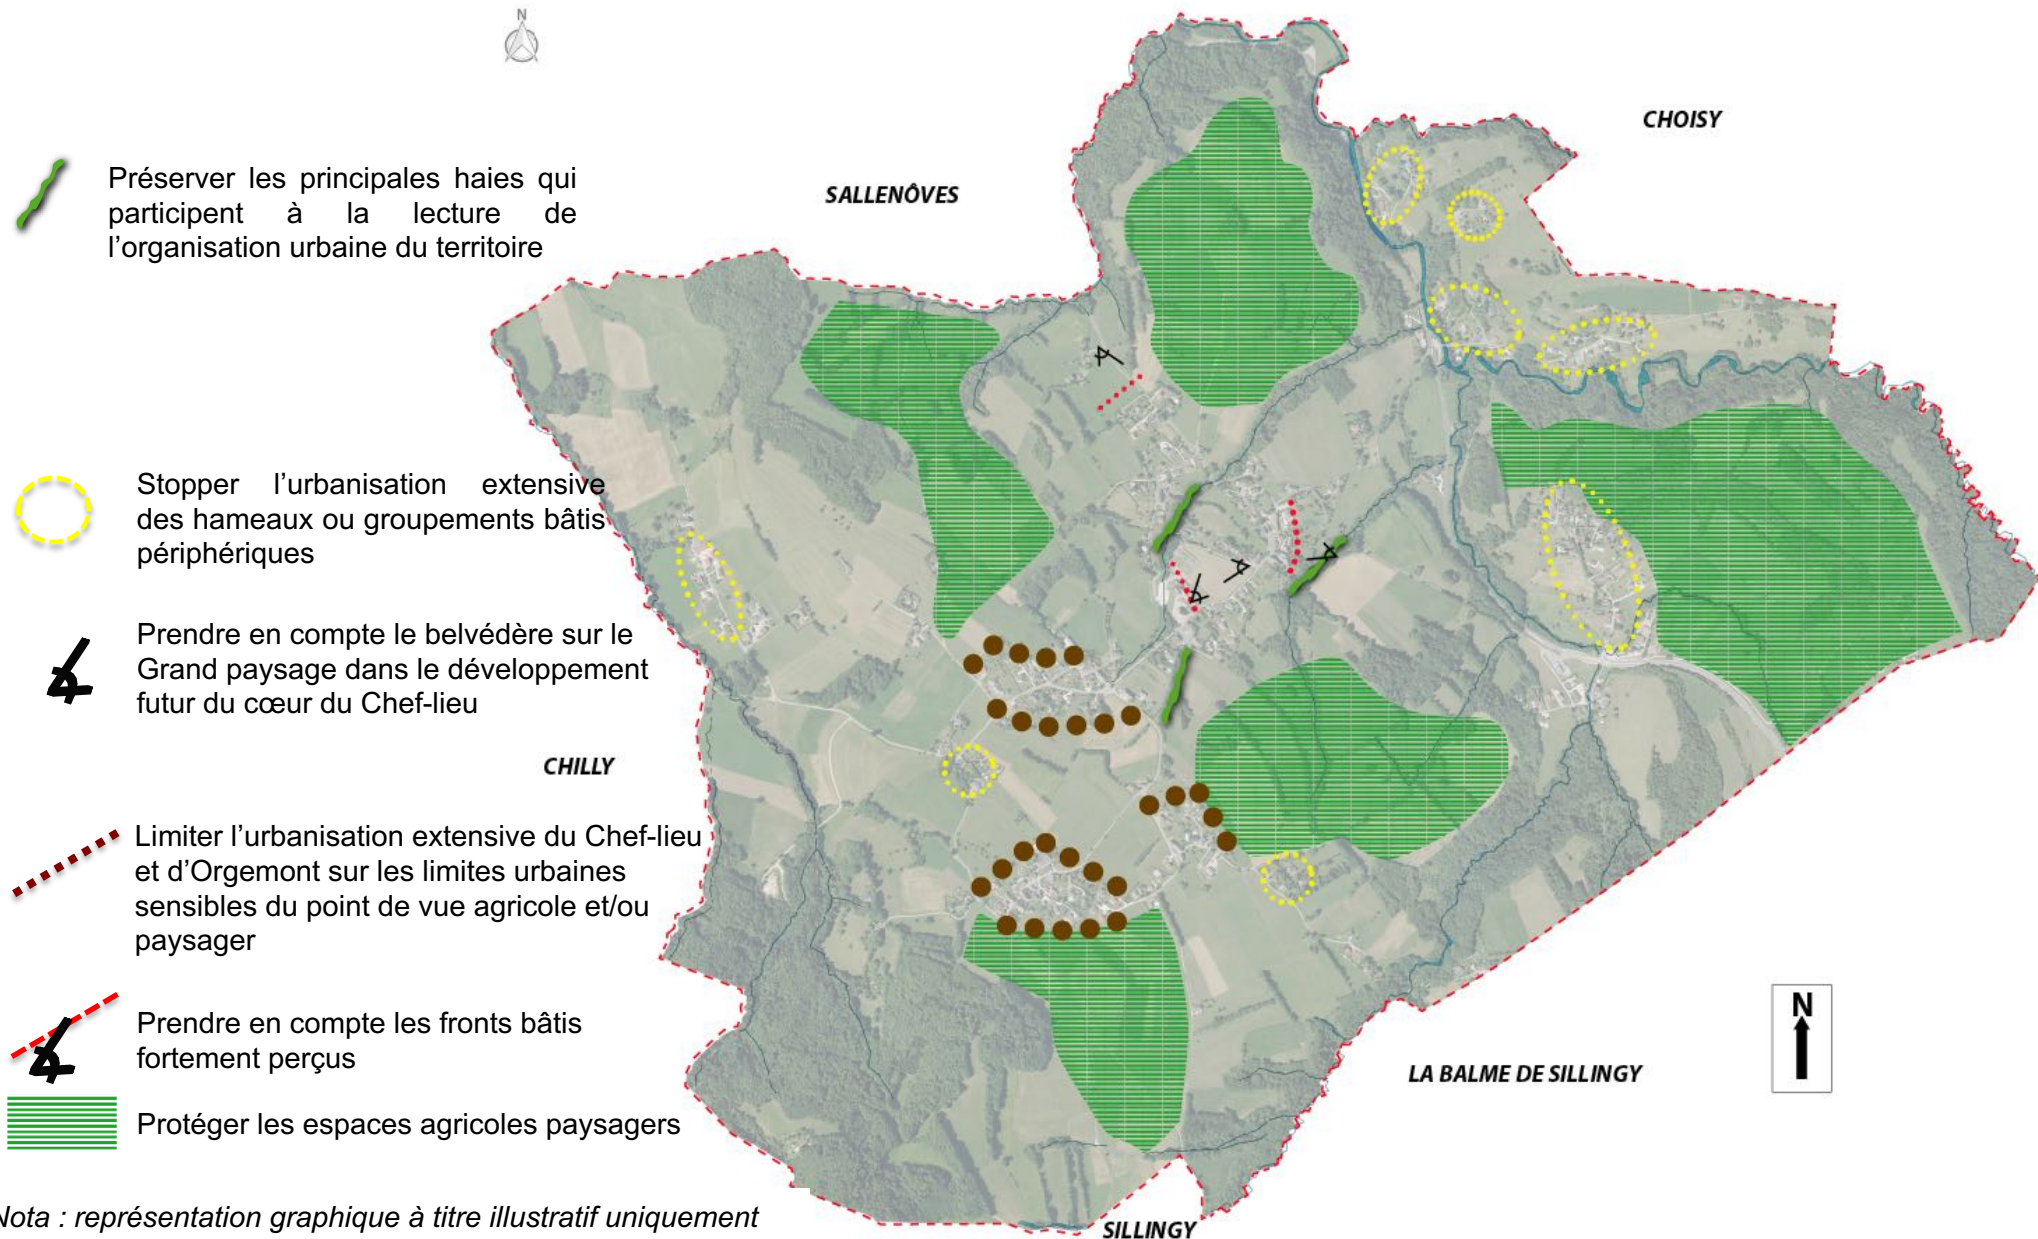 N
CHOISY
SALLENÔVES
Préserver les principales haies qui
participent à la lecture de
l'organisation urbaine du territoire
Stopper l'urbanisation extensive
des hameaux ou groupements bâtis
périphériques
Prendre en compte le belvédère sur le
Grand paysage dans le développement
futur du cœur du Chef-lieu
CHILLY
Limiter l'urbanisation extensive du Chef-lieu
et d'Orgemont sur les limites urbaines
sensibles du point de vue agricole et/ou
paysager
Prendre en compte les fronts bâtis
fortement perçus
Protéger les espaces agricoles paysagers
N
LA BALME DE SILLINGY
Nota : représentation graphique à titre illustratif uniquement
SILLINGY